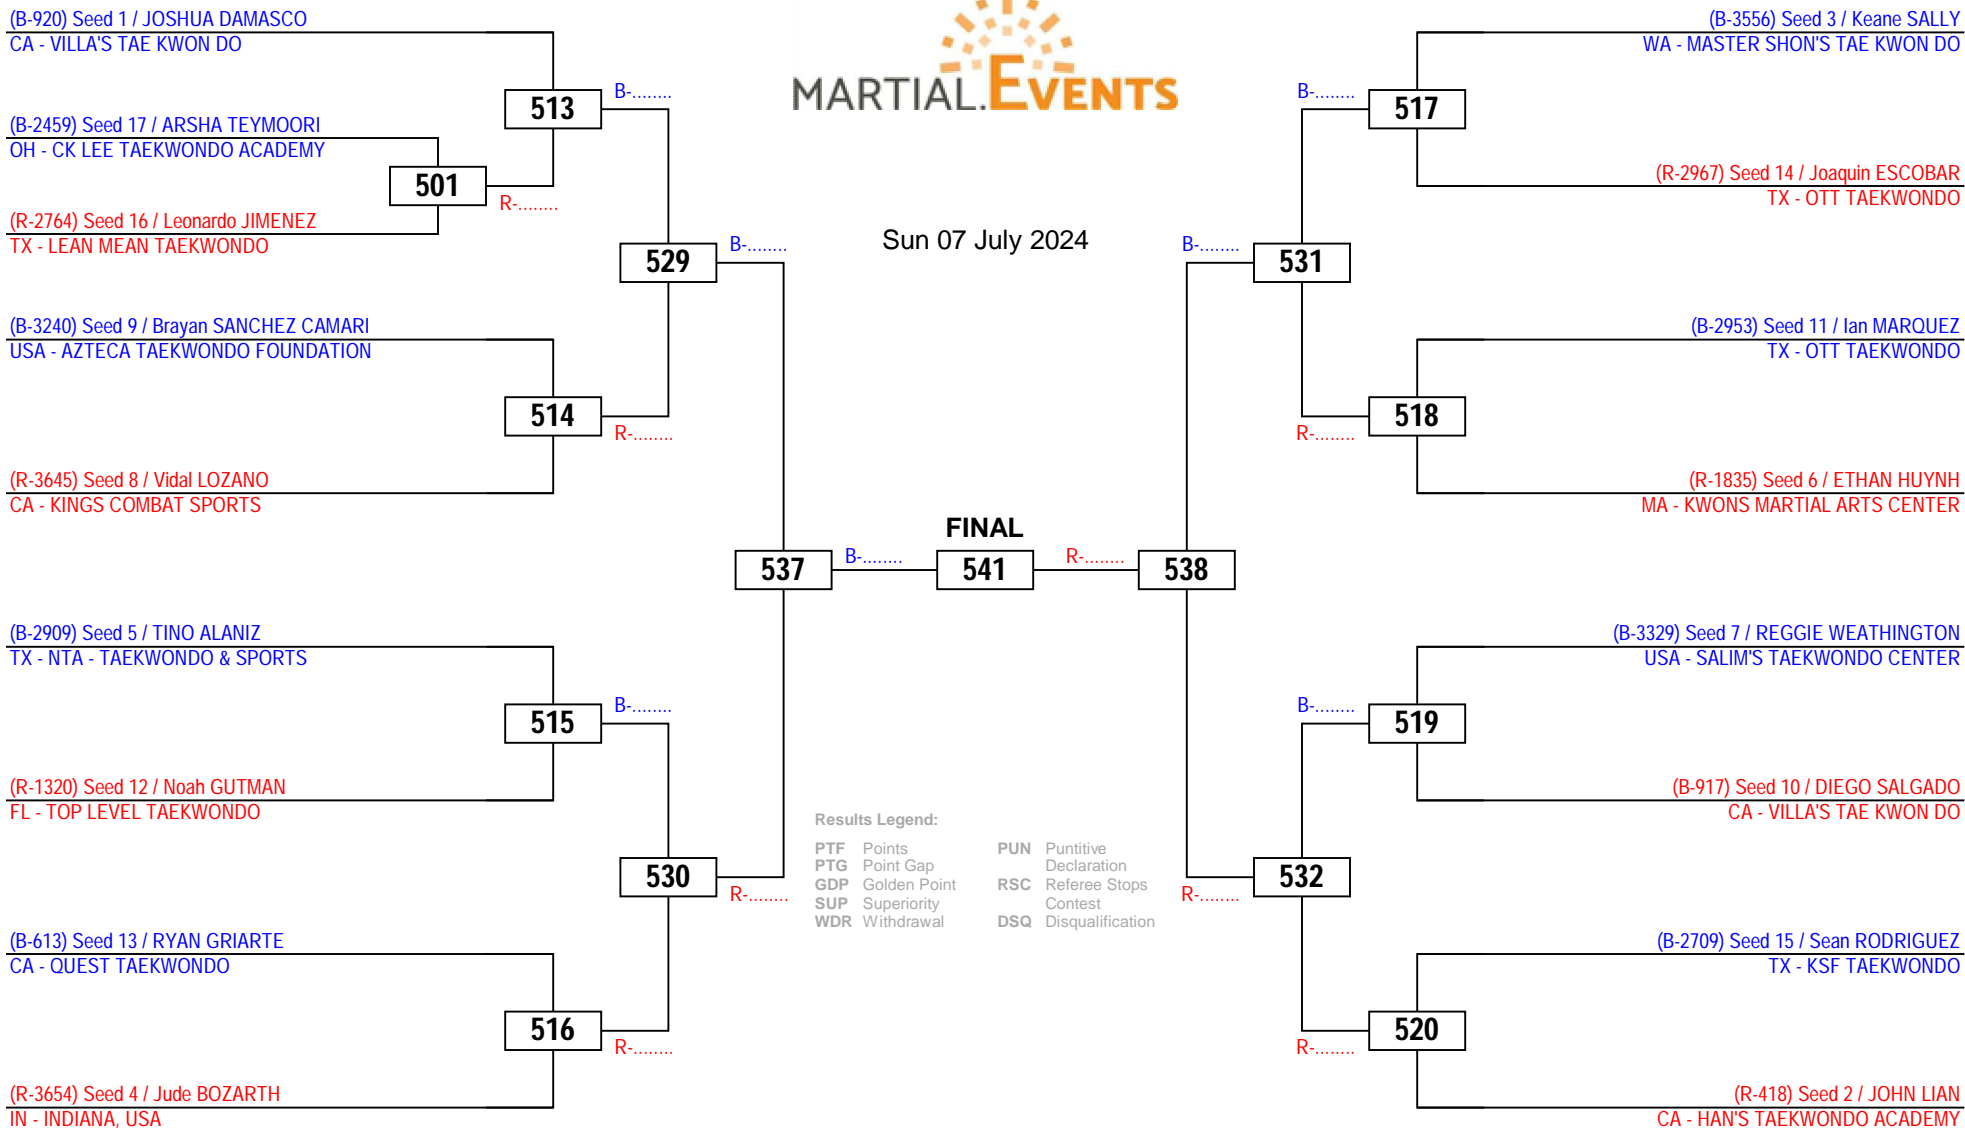 (B-920) Seed 1 / JOSHUA DAMASCO
CA - VILLA'S TAE KWON DO
(B-2459) Seed 17 / ARSHA TEYMOORI
OH - CK LEE TAEKWONDO ACADEMY
(R-2764) Seed 16 / Leonardo JIMENEZ
TX - LEAN MEAN TAEKWONDO
(B-3240) Seed 9 / Brayan SANCHEZ CAMARI
USA - AZTECA TAEKWONDO FOUNDATION
(R-3645) Seed 8 / Vidal LOZANO
CA - KINGS COMBAT SPORTS
(B-2909) Seed 5 / TINO ALANIZ
TX - NTA - TAEKWONDO & SPORTS
(R-1320) Seed 12 / Noah GUTMAN
FL - TOP LEVEL TAEKWONDO
(B-613) Seed 13 / RYAN GRIARTE
CA - QUEST TAEKWONDO
(R-3654) Seed 4 / Jude BOZARTH
IN - INDIANA, USA
501
R-........
513
B-........
514
R-........
515
B-........
516
R-........
529
B-........
530
R-........
537
B-........
MARTIAL.EVENTS
Sun 07 July 2024
FINAL
541
Results Legend:
PTF Points
PTG Point Gap
GDP Golden Point
SUP Superiority
WDR Withdrawal
PUN Puntitive
Declaration
RSC Referee Stops
Contest
DSQ Disqualification
R-........
538
B-........
531
R-........
532
B-........
517
R-........
518
B-........
519
R-........
520
(B-3556) Seed 3 / Keane SALLY
WA - MASTER SHON'S TAE KWON DO
(R-2967) Seed 14 / Joaquin ESCOBAR
TX - OTT TAEKWONDO
(B-2953) Seed 11 / Ian MARQUEZ
TX - OTT TAEKWONDO
(R-1835) Seed 6 / ETHAN HUYNH
MA - KWONS MARTIAL ARTS CENTER
(B-3329) Seed 7 / REGGIE WEATHINGTON
USA - SALIM'S TAEKWONDO CENTER
(B-917) Seed 10 / DIEGO SALGADO
CA - VILLA'S TAE KWON DO
(B-2709) Seed 15 / Sean RODRIGUEZ
TX - KSF TAEKWONDO
(R-418) Seed 2 / JOHN LIAN
CA - HAN'S TAEKWONDO ACADEMY